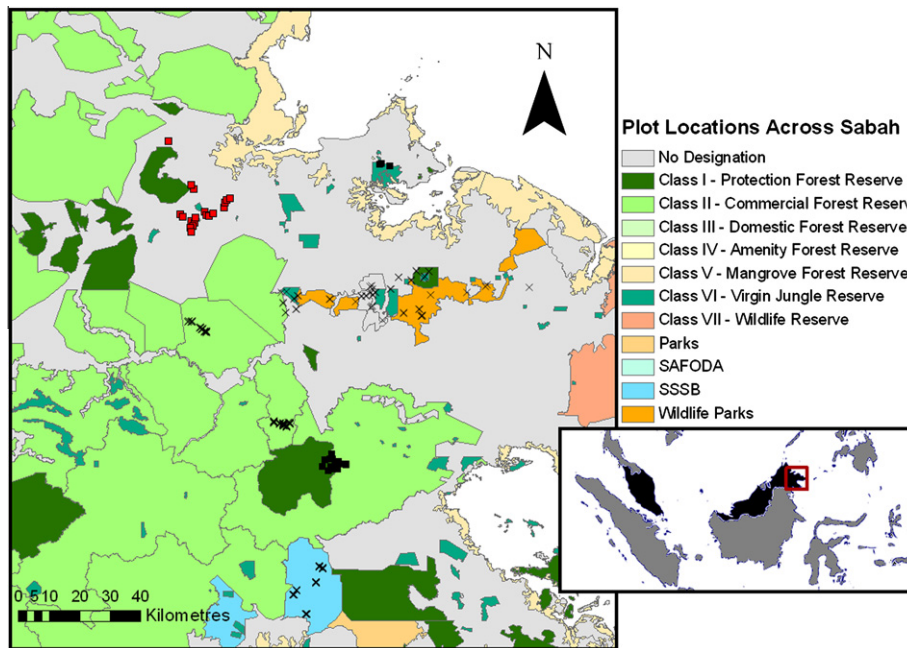 N
Plot Locations Across Sabah
No Designation
Class I - Protection Forest Reserve
Class II - Commercial Forest Reserv
Class III - Domestic Forest Reserve
Class IV - Amenity Forest Reserve
Class V - Mangrove Forest Reserve
Class VI - Virgin Jungle Reserve
Class VII - Wildlife Reserve
Parks
SAFODA
SSSB
Wildlife Parks
0 5 10 20 30 40
Kilometres